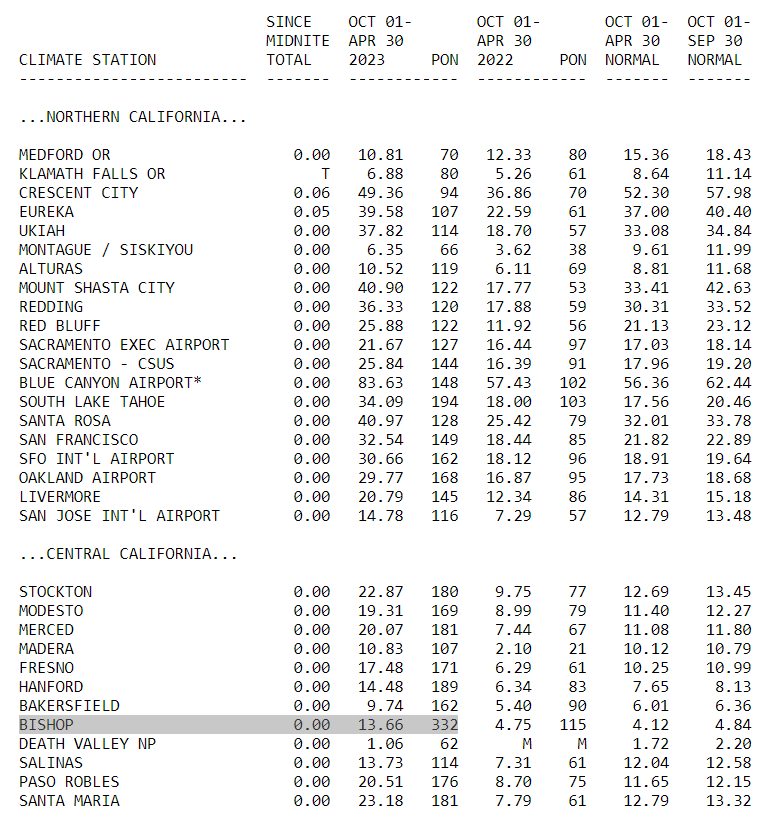 SINCE OCT 01- OCT 01- OCT 01- OCT 01-
MIDNITE APR 30 APR 30 APR 30 SEP 30
CLIMATE STATION TOTAL 2023 PON 2022 PON NORMAL NORMAL
------------------------- ------- ------------ ------------ ------- -------
...NORTHERN CALIFORNIA...
MEDFORD OR 0.00 10.81 70 12.33 80 15.36 18.43
KLAMATH FALLS OR T 6.88 80 5.26 61 8.64 11.14
CRESCENT CITY 0.06 49.36 94 36.86 70 52.30 57.98
EUREKA 0.05 39.58 107 22.59 61 37.00 40.40
UKIAH 0.00 37.82 114 18.70 57 33.08 34.84
MONTAGUE / SISKIYOU 0.00 6.35 66 3.62 38 9.61 11.99
ALTURAS 0.00 10.52 119 6.11 69 8.81 11.68
MOUNT SHASTA CITY 0.00 40.90 122 17.77 53 33.41 42.63
REDDING 0.00 36.33 120 17.88 59 30.31 33.52
RED BLUFF 0.00 25.88 122 11.92 56 21.13 23.12
SACRAMENTO EXEC AIRPORT 0.00 21.67 127 16.44 97 17.03 18.14
SACRAMENTO - CSUS 0.00 25.84 144 16.39 91 17.96 19.20
BLUE CANYON AIRPORT* 0.00 83.63 148 57.43 102 56.36 62.44
SOUTH LAKE TAHOE 0.00 34.09 194 18.00 103 17.56 20.46
SANTA ROSA 0.00 40.97 128 25.42 79 32.01 33.78
SAN FRANCISCO 0.00 32.54 149 18.44 85 21.82 22.89
SFO INT'L AIRPORT 0.00 30.66 162 18.12 96 18.91 19.64
OAKLAND AIRPORT 0.00 29.77 168 16.87 95 17.73 18.68
LIVERMORE 0.00 20.79 145 12.34 86 14.31 15.18
SAN JOSE INT'L AIRPORT 0.00 14.78 116 7.29 57 12.79 13.48
...CENTRAL CALIFORNIA...
STOCKTON 0.00 22.87 180 9.75 77 12.69 13.45
MODESTO 0.00 19.31 169 8.99 79 11.40 12.27
MERCED 0.00 20.07 181 7.44 67 11.08 11.80
MADERA 0.00 10.83 107 2.10 21 10.12 10.79
FRESNO 0.00 17.48 171 6.29 61 10.25 10.99
HANFORD 0.00 14.48 189 6.34 83 7.65 8.13
BAKERSFIELD 0.00 9.74 162 5.40 90 6.01 6.36
BISHOP 0.00 13.66 332 4.75 115 4.12 4.84
DEATH VALLEY NP 0.00 1.06 62 M M 1.72 2.20
SALINAS 0.00 13.73 114 7.31 61 12.04 12.58
PASO ROBLES 0.00 20.51 176 8.70 75 11.65 12.15
SANTA MARIA 0.00 23.18 181 7.79 61 12.79 13.32